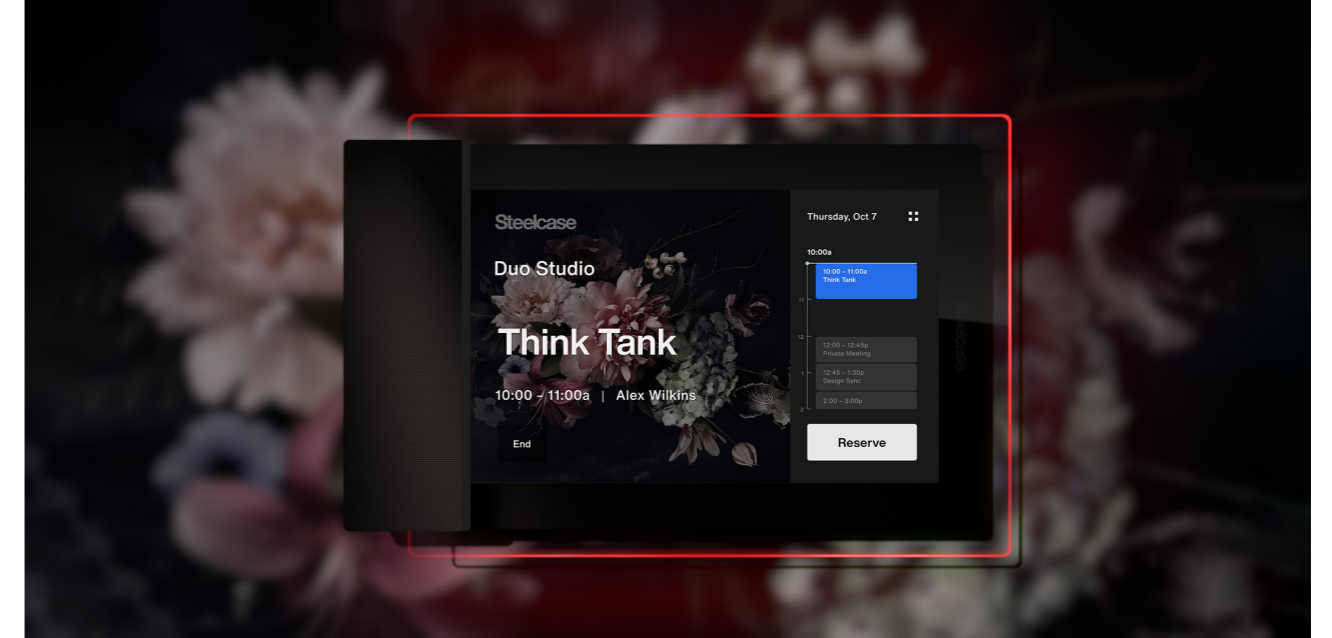 Steelcase
Duo Studio
Think Tank
10:00 – 11:00a | Alex Wilkins
End
Thursday, Oct 7
10:00a
10:00 – 11:00a
Think Tank
11
12
12:00 – 12:45p
Private Meeting
1
12:45 – 1:30p
Design Sync
2:00 – 3:00p
2
Reserve
Steelcase